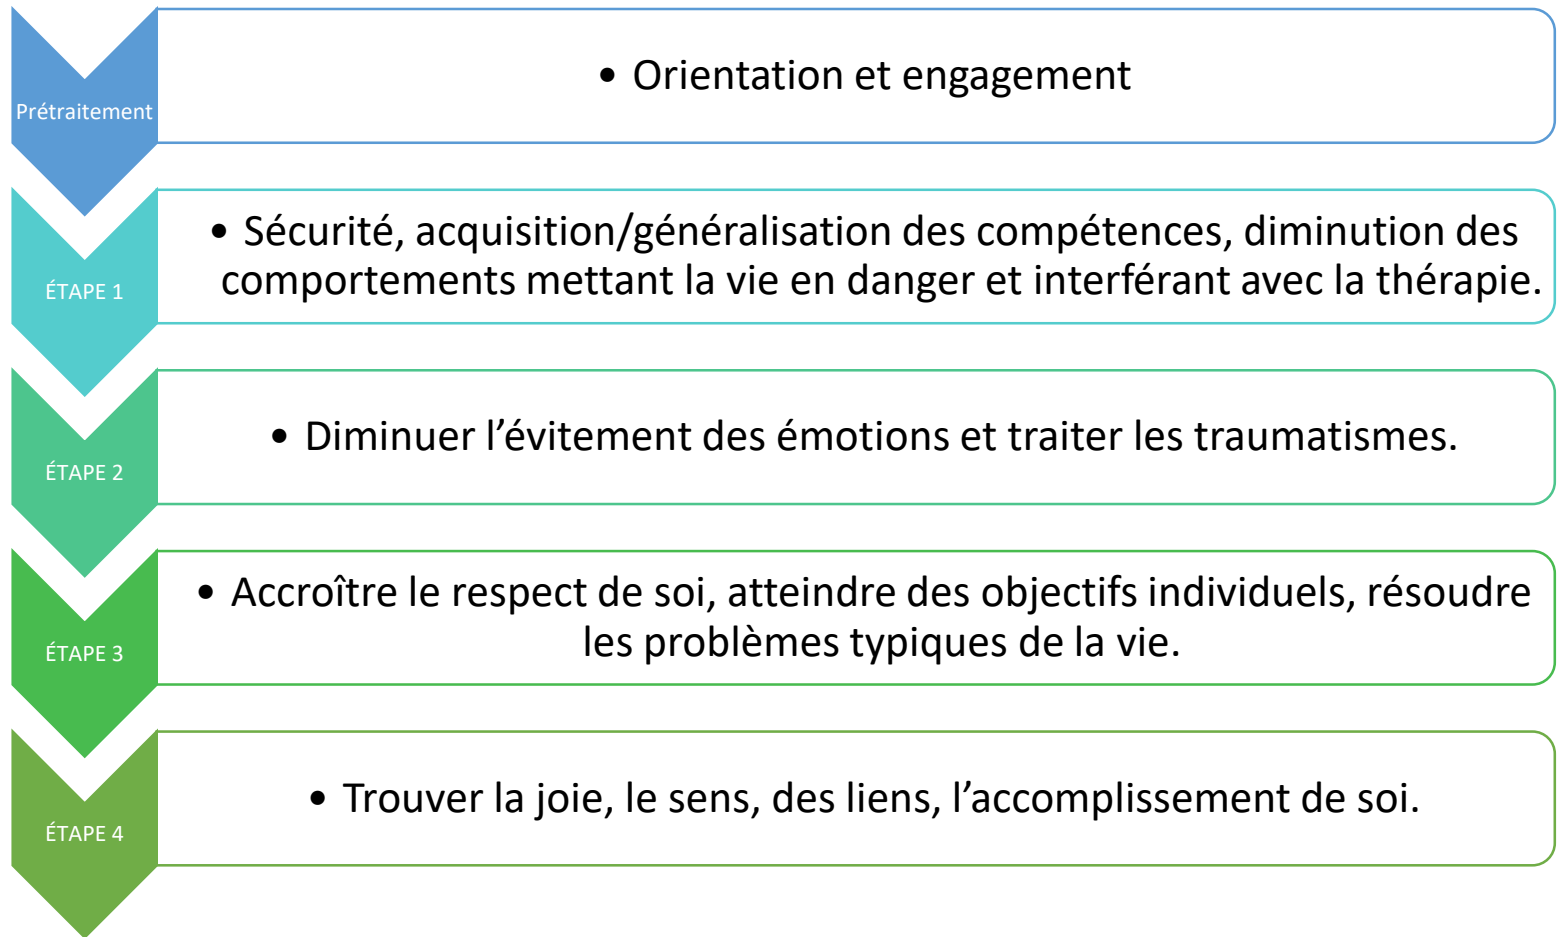 Prétraitement
• Orientation et engagement
ÉTAPE 1
• Sécurité, acquisition/généralisation des compétences, diminution des
comportements mettant la vie en danger et interférant avec la thérapie.
ÉTAPE 2
• Diminuer l’évitement des émotions et traiter les traumatismes.
ÉTAPE 3
• Accroître le respect de soi, atteindre des objectifs individuels, résoudre
les problèmes typiques de la vie.
ÉTAPE 4
• Trouver la joie, le sens, des liens, l’accomplissement de soi.